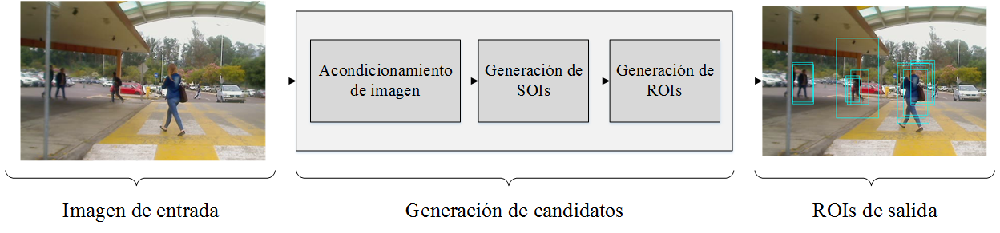 Acondicionamiento
de imagen
Generación de
SOIs
Generación de
ROIs
Imagen de entrada
Generación de candidatos
ROIs de salida